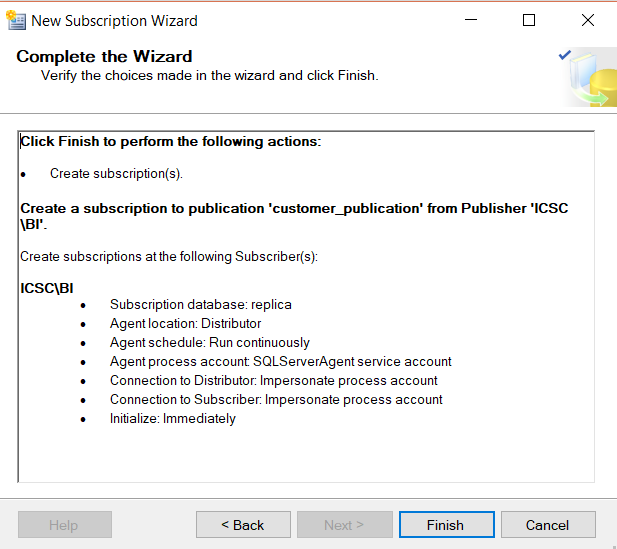 New Subscription Wizard
Complete the Wizard
Verify the choices made in the wizard and click Finish.
Click Finish to perform the following actions:
• Create subscription(s).
Create a subscription to publication 'customer_publication' from Publisher 'ICSC
\BI'.
Create subscriptions at the following Subscriber(s):
ICSC\BI
• Subscription database: replica
• Agent location: Distributor
• Agent schedule: Run continuously
• Agent process account: SQLServerAgent service account
• Connection to Distributor: Impersonate process account
• Connection to Subscriber: Impersonate process account
• Initialize: Immediately
Help
< Back
Next >
Finish
Cancel